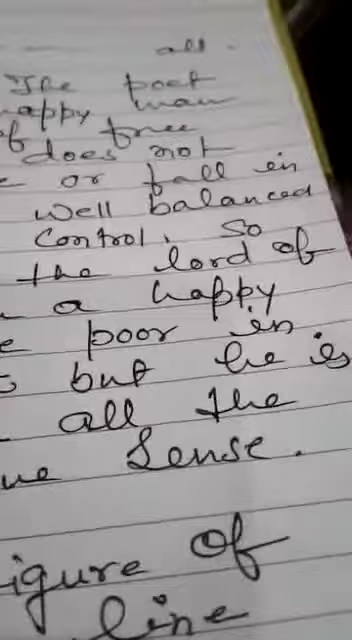 all.
The poet
happy man
of free
does not
or fall in
well balanced
control. So
the lord of
a happy
poor in
but he is
all the
Sense.
igure of
line